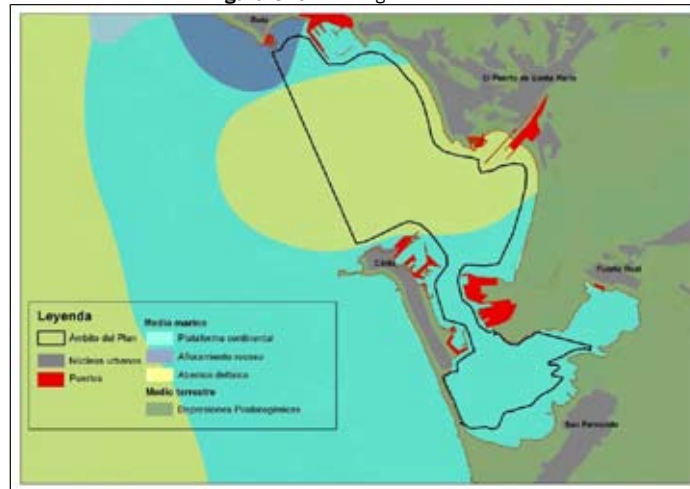 Rota
El Puerto de Santa María
Cádiz
Puerto Real
San Fernando
Leyenda
Ámbito del Plan
Núcleos urbanos
Puertos
Medio marino
Plataforma continental
Afloramiento rocoso
Abanico deltaico
Medio terrestre
Depresiones Postorogénicas